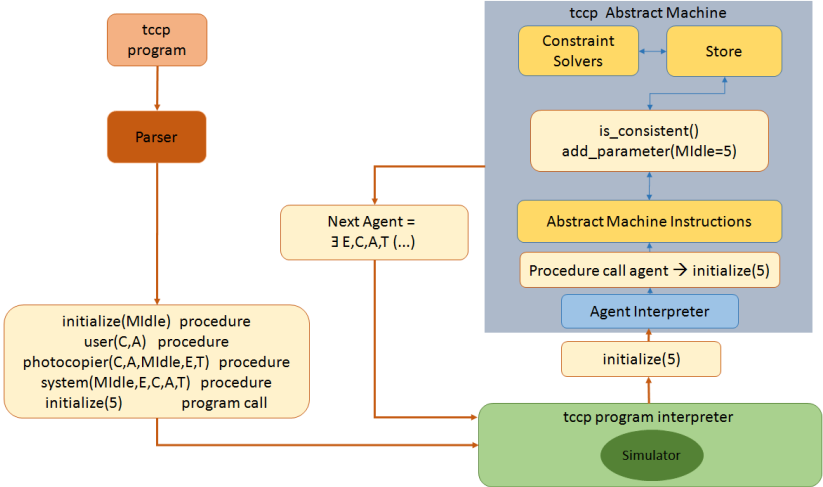 tccp
program
Parser
initialize(MIdle) procedure
user(C,A) procedure
photocopier(C,A,MIdle,E,T) procedure
system(MIdle,E,C,A,T) procedure
initialize(5) program call
Next Agent =
∃ E,C,A,T (...)
tccp Abstract Machine
Constraint
Solvers
Store
is_consistent()
add_parameter(MIdle=5)
Abstract Machine Instructions
Procedure call agent → initialize(5)
Agent Interpreter
initialize(5)
tccp program interpreter
Simulator